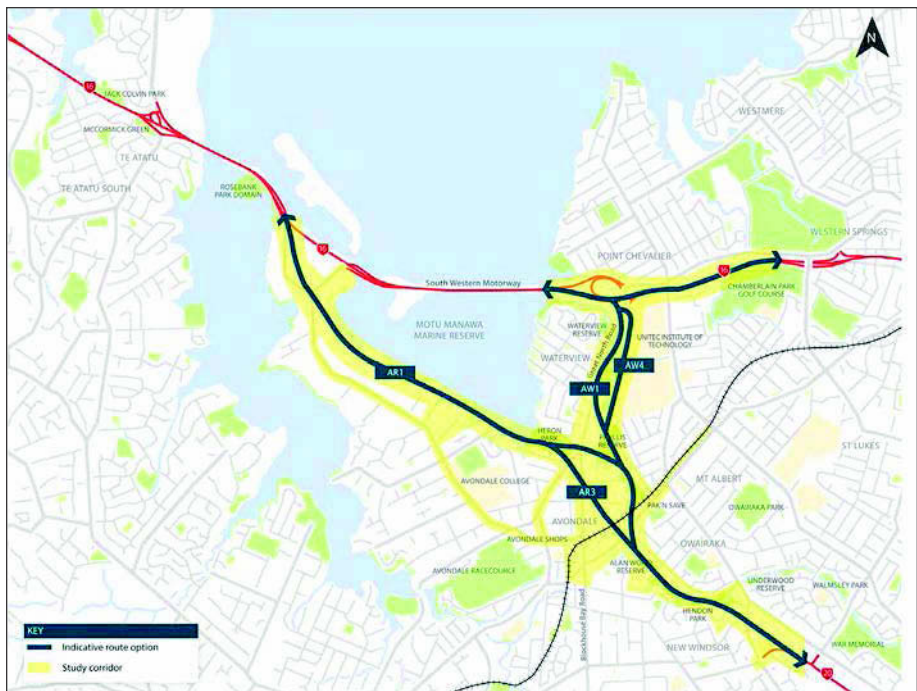 N
16
JACK COLVIN PARK
MCCORMICK GREEN
TE ATATU
TE ATATU SOUTH
ROSEBANK
PARK DOMAIN
WESTMERE
WESTERN SPRINGS
POINT CHEVALIER
16
16
CHAMBERLAIN PARK
GOLF COURSE
South Western Motorway
MOTU MANAWA
MARINE RESERVE
WATERVIEW
RESERVE
UNITEC INSTITUTE OF
TECHNOLOGY
WATERVIEW
Great North Road
AW4
AW1
AR1
HERON
PARK
PHYLLIS
RESERVE
ST LUKES
MT ALBERT
AVONDALE COLLEGE
AR3
PAK'N SAVE
OWAIRAKA PARK
AVONDALE
AVONDALE SHOPS
OWAIRAKA
ALAN WOOD
RESERVE
AVONDALE RACECOURSE
UNDERWOOD
RESERVE
WALMSLEY PARK
HENDON
PARK
Blockhouse Bay Road
WAR MEMORIAL
NEW WINDSOR
20
KEY
Indicative route option
Study corridor